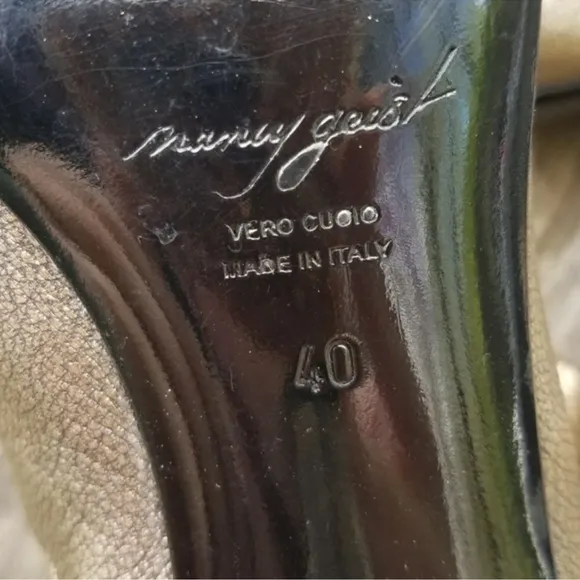 nancy geist
VERO CUOIO
MADE IN ITALY
40